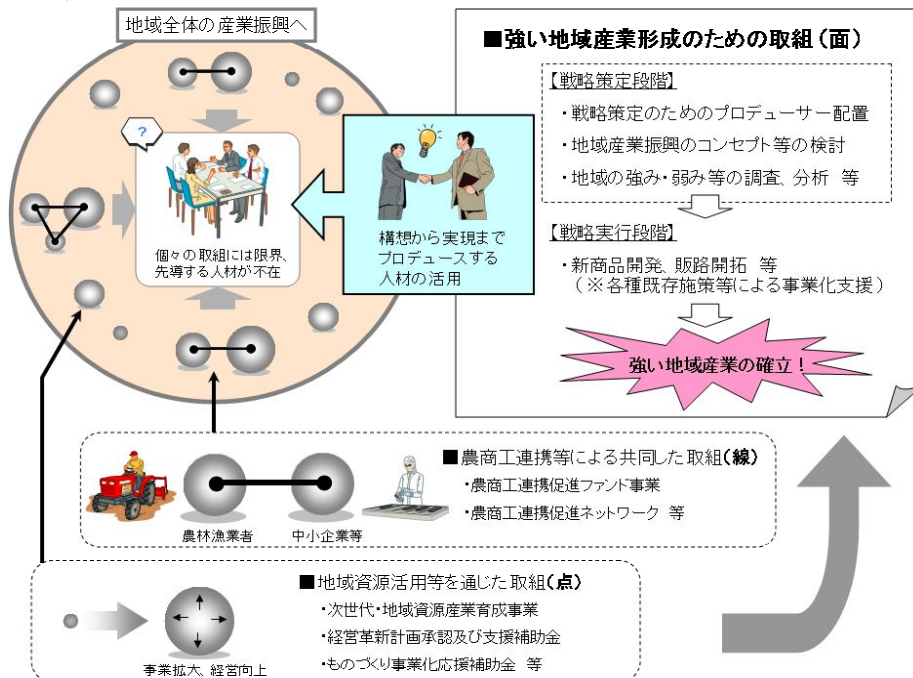 地域全体の産業振興へ
?
個々の取組には限界、
先導する人材が不在
構想から実現まで
プロデュースする
人材の活用
■強い地域産業形成のための取組(面)
【戦略策定段階】
・戦略策定のためのプロデューサー配置
・地域産業振興のコンセプト等の検討
・地域の強み・弱み等の調査、分析 等
【戦略実行段階】
・新商品開発、販路開拓 等
(※各種既存施策等による事業化支援)
強い地域産業の確立!
■農商工連携等による共同した取組(線)
・農商工連携促進ファンド事業
・農商工連携促進ネットワーク 等
農林漁業者
中小企業等
■地域資源活用等を通じた取組(点)
・次世代・地域資源産業育成事業
・経営革新計画承認及び支援補助金
・ものづくり事業化応援補助金 等
事業拡大、経営向上